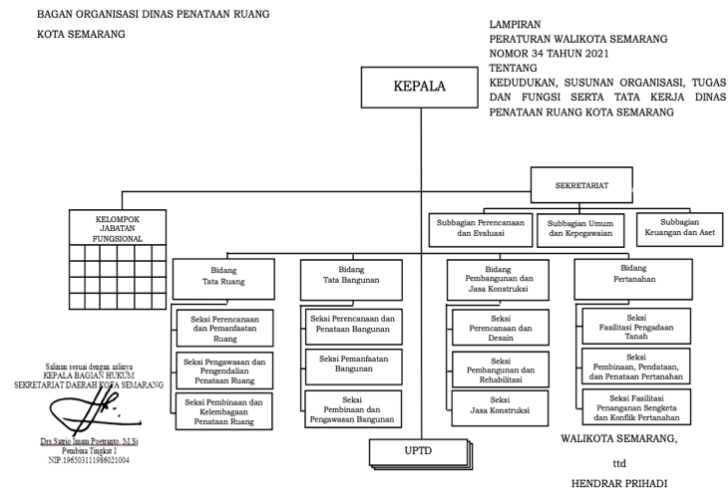 BAGAN ORGANISASI DINAS PENATAAN RUANG
KOTA SEMARANG
LAMPIRAN
PERATURAN WALIKOTA SEMARANG
NOMOR 34 TAHUN 2021
TENTANG
KEDUDUKAN, SUSUNAN ORGANISASI, TUGAS
DAN FUNGSI SERTA TATA KERJA DINAS
PENATAAN RUANG KOTA SEMARANG
KEPALA
SEKRETARIAT
KELOMPOK
JABATAN
FUNGSIONAL
Subbagian Perencanaan
dan Evaluasi
Subbagian Umum
dan Kepegawaian
Subbagian
Keuangan dan Aset
Bidang
Tata Ruang
Seksi Perencanaan
dan Pemanfaatan
Ruang
Seksi Pengawasan dan
Pengendalian
Penataan Ruang
Seksi Pembinaan dan
Kelembagaan
Penataan Ruang
Bidang
Tata Bangunan
Seksi Perencanaan dan
Penataan Bangunan
Seksi Pemanfaatan
Bangunan
Seksi
Pembinaan dan
Pengawasan Bangunan
Bidang
Pembangunan dan
Jasa Konstruksi
Seksi
Perencanaan dan
Desain
Seksi
Pembangunan dan
Rehabilitasi
Seksi
Jasa Konstruksi
Bidang
Pertanahan
Seksi
Fasilitasi Pengadaan
Tanah
Seksi
Pembinaan, Pendataan,
dan Penataan Pertanahan
Seksi Fasilitasi
Penanganan Sengketa
dan Konflik Pertanahan
UPTD
Salinan sesuai dengan aslinya
KEPALA BAGIAN HUKUM
SEKRETARIAT DAERAH KOTA SEMARANG
Drs Satrio Imam Poetranto, M.Si
Pembina Tingkat I
NIP.196503111986021004
WALIKOTA SEMARANG,
ttd
HENDRAR PRIHADI